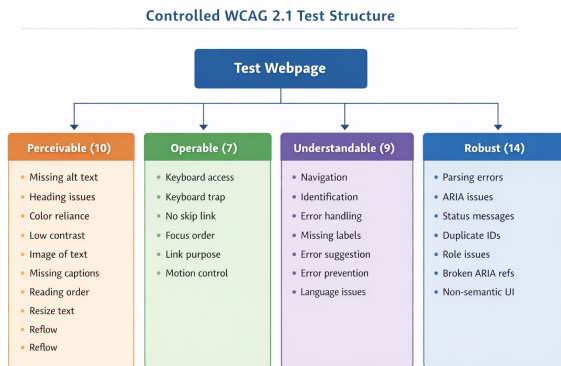 Controlled WCAG 2.1 Test Structure
Test Webpage
Perceivable (10)
Missing alt text
Heading issues
Color reliance
Low contrast
Image of text
Missing captions
Reading order
Resize text
Reflow
Reflow
Operable (7)
Keyboard access
Keyboard trap
No skip link
Focus order
Link purpose
Motion control
Understandable (9)
Navigation
Identification
Error handling
Missing labels
Error suggestion
Error prevention
Language issues
Robust (14)
Parsing errors
ARIA issues
Status messages
Duplicate IDs
Role issues
Broken ARIA refs
Non-semantic UI